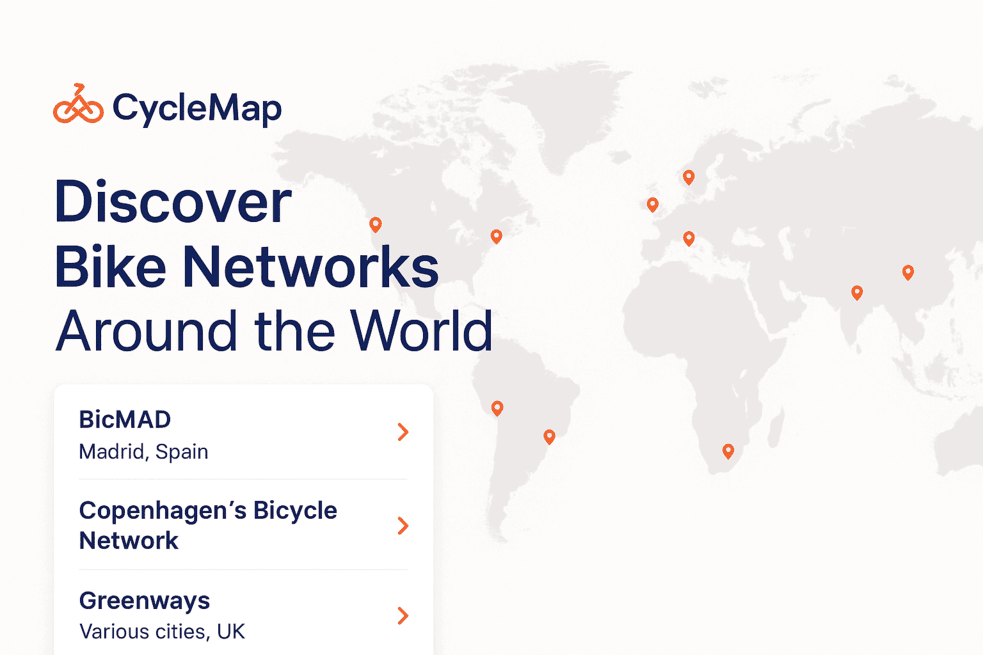 CycleMap
Discover
Bike Networks
Around the World
BicMAD
Madrid, Spain
Copenhagen’s Bicycle
Network
Greenways
Various cities, UK